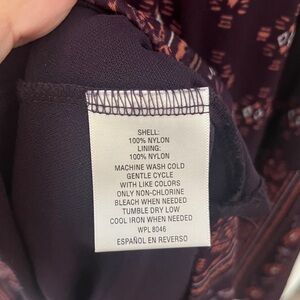 SHELL:
100% NYLON
LINING:
100% NYLON
MACHINE WASH COLD
GENTLE CYCLE
WITH LIKE COLORS
ONLY NON-CHLORINE
BLEACH WHEN NEEDED
TUMBLE DRY LOW
COOL IRON WHEN NEEDED
WPL 8046
ESPAÑOL EN REVERSO